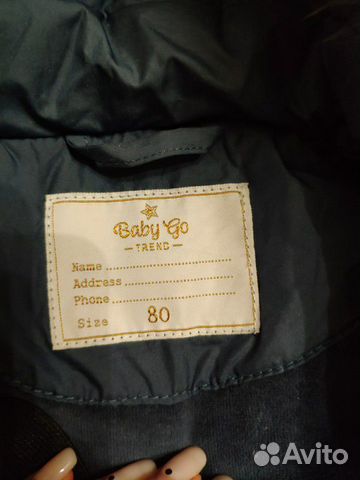 Baby Go
— TREND —
Name ..........................
Address ......................
Phone .........................
Size 80
Avito